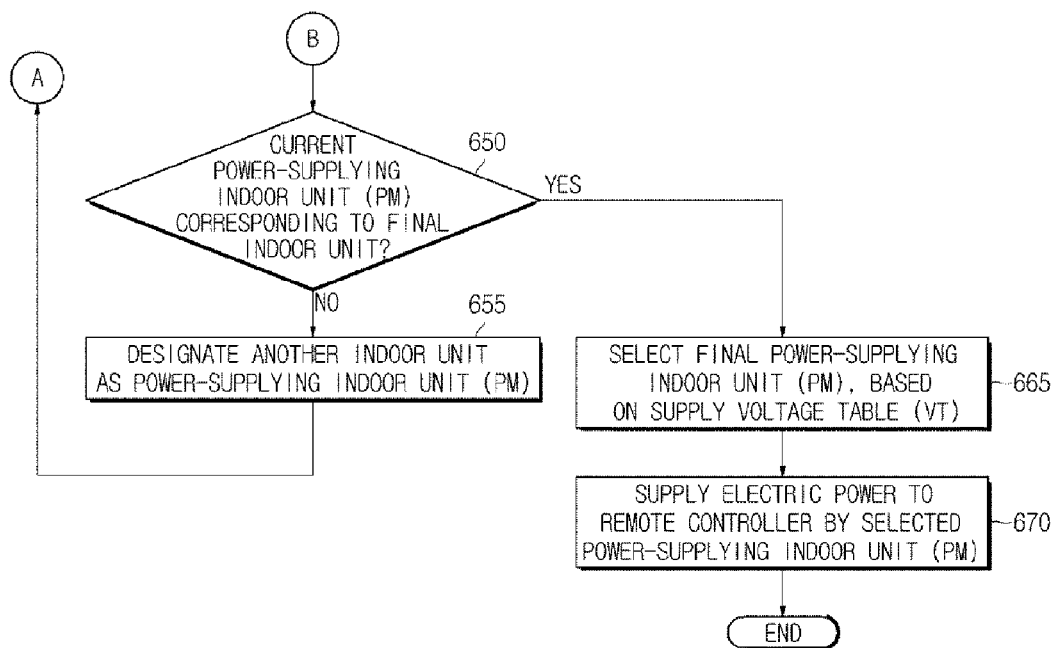 B
A
CURRENT
POWER-SUPPLYING
INDOOR UNIT (PM)
CORRESPONDING TO FINAL
INDOOR UNIT?
650
YES
NO
655
DESIGNATE ANOTHER INDOOR UNIT
AS POWER-SUPPLYING INDOOR UNIT (PM)
SELECT FINAL POWER-SUPPLYING
INDOOR UNIT (PM), BASED
ON SUPPLY VOLTAGE TABLE (VT)
665
SUPPLY ELECTRIC POWER TO
REMOTE CONTROLLER BY SELECTED
POWER-SUPPLYING INDOOR UNIT (PM)
670
END